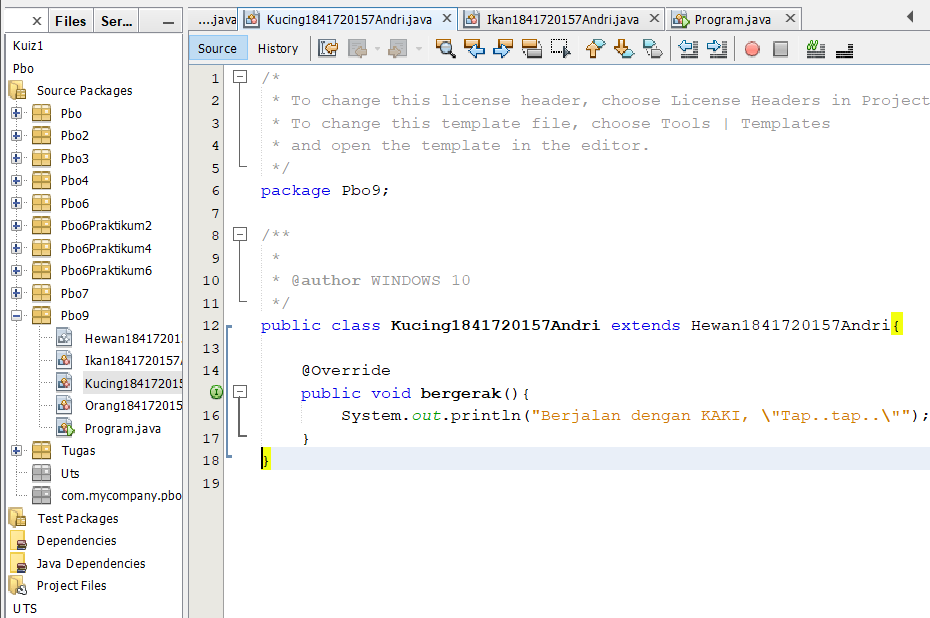 Files
Ser...
....java
Kucing1841720157Andri.java
Ikan1841720157Andri.java
Program.java
Source
History
Kuiz1
Pbo
Source Packages
Pbo
Pbo2
Pbo3
Pbo4
Pbo6
Pbo6Praktikum2
Pbo6Praktikum4
Pbo6Praktikum6
Pbo7
Pbo9
Hewan184172015
Ikan1841720157
Kucing184172015
Orang184172015
Program.java
Tugas
Uts
com.mycompany.pbo
Test Packages
Dependencies
Java Dependencies
Project Files
UTS
1 /*
2 * To change this license header, choose License Headers in Project
3 * To change this template file, choose Tools | Templates
4 * and open the template in the editor.
5 */
6 package Pbo9;
7
8 /**
9 *
10 * @author WINDOWS 10
11 */
12 public class Kucing1841720157Andri extends Hewan1841720157Andri{
13
14 @Override
public void bergerak(){
16 System.out.println("Berjalan dengan KAKI, \"Tap..tap..\"");
17 }
18 }
19